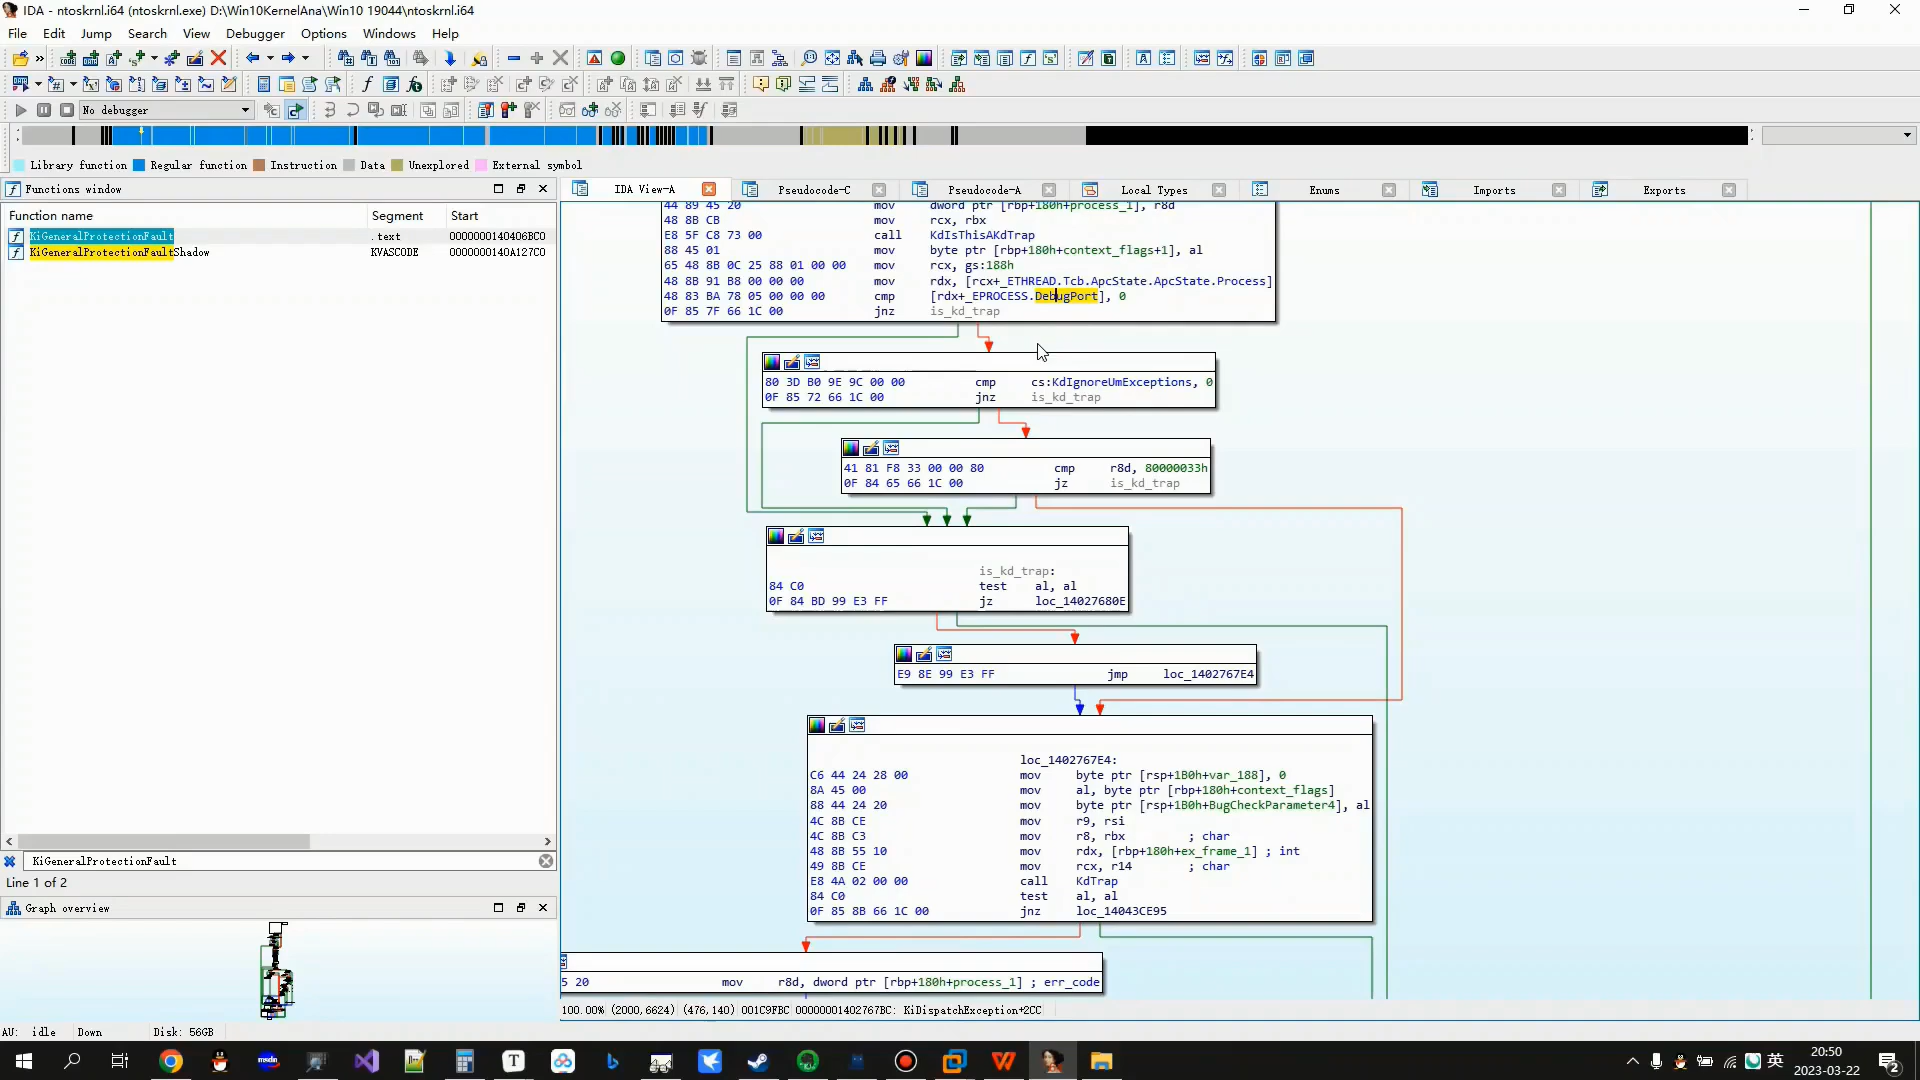 IDA - ntoskrnl.i64 (ntoskrnl.exe) D:\Win10KernelAna\Win10 19044\ntoskrnl.i64
File Edit Jump Search View Debugger Options Windows Help
No debugger
Library function Regular function Instruction Data Unexplored External symbol
Functions window
Function name Segment Start
KiGeneralProtectionFault .text 0000000140406BC0
KiGeneralProtectionFaultShadow KVASCODE 0000000140A127C0
KiGeneralProtectionFault
Line 1 of 2
Graph overview
IDA View-A Pseudocode-C Pseudocode-A Local Types Enums Imports Exports
44 89 45 20 mov dword ptr [rbp+180h+process_1], r8d
48 8B CB mov rcx, rbx
E8 5F C8 73 00 call KdIsThisAKdTrap
88 45 01 mov byte ptr [rbp+180h+context_flags+1], al
65 48 8B 0C 25 88 01 00 00 mov rcx, gs:188h
48 8B 91 B8 00 00 00 mov rdx, [rcx+_ETHREAD.Tcb.ApcState.ApcState.Process]
48 83 BA 78 05 00 00 00 cmp [rdx+_EPROCESS.DebugPort], 0
0F 85 7F 66 1C 00 jnz is_kd_trap
80 3D B0 9E 9C 00 00 cmp cs:KdIgnoreUmExceptions, 0
0F 85 72 66 1C 00 jnz is_kd_trap
41 81 F8 33 00 00 80 cmp r8d, 80000033h
0F 84 65 66 1C 00 jz is_kd_trap
is_kd_trap:
84 C0 test al, al
0F 84 BD 99 E3 FF jz loc_14027680E
E9 8E 99 E3 FF jmp loc_1402767E4
loc_1402767E4:
C6 44 24 28 00 mov byte ptr [rsp+1B0h+var_188], 0
8A 45 00 mov al, byte ptr [rbp+180h+context_flags]
88 44 24 20 mov byte ptr [rsp+1B0h+BugCheckParameter4], al
4C 8B CE mov r9, rsi
4C 8B C3 mov r8, rbx ; char
48 8B 55 10 mov rdx, [rbp+180h+ex_frame_1] ; int
49 8B CE mov rcx, r14 ; char
E8 4A 02 00 00 call KdTrap
84 C0 test al, al
0F 85 8B 66 1C 00 jnz loc_14043CE95
5 20 mov r8d, dword ptr [rbp+180h+process_1] ; err_code
100.00% (2000,6624) (476,140) 001C9FBC 00000001402767BC: KiDispatchException+2CC
AU: idle Down Disk: 56GB
英
20:50
2023-03-22
2